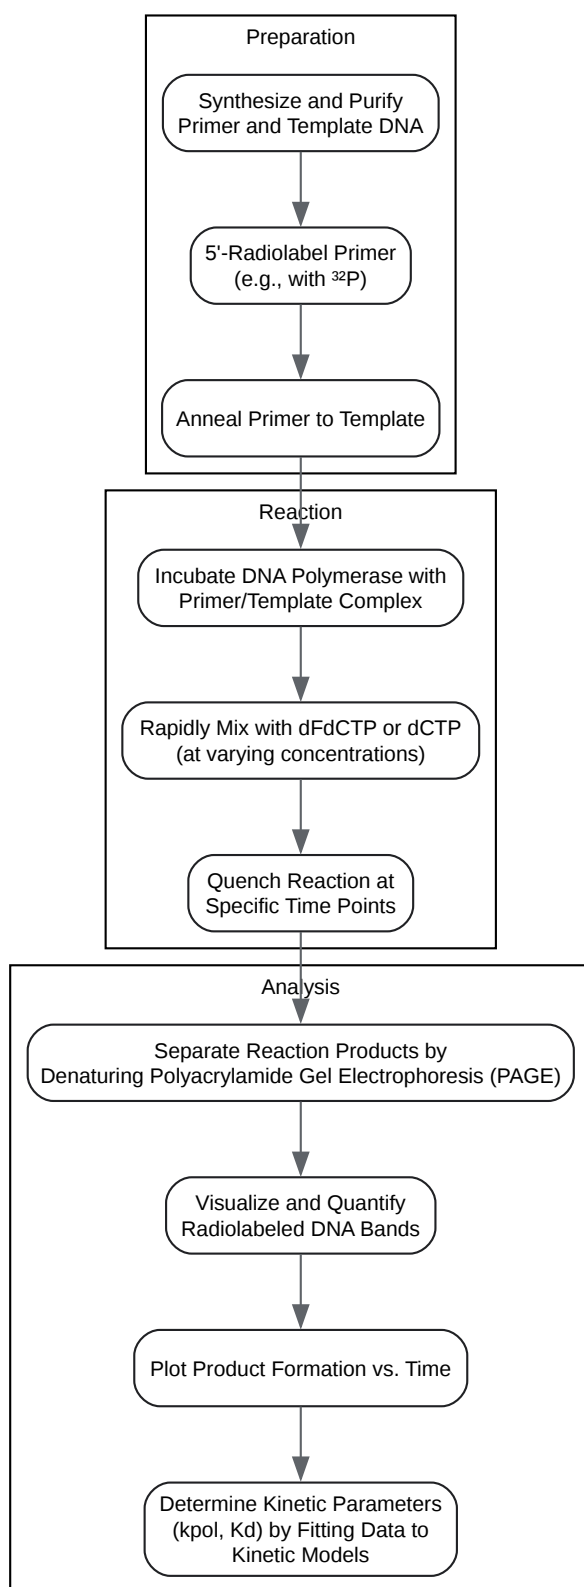 Preparation
Synthesize and Purify
Primer and Template DNA
5'-Radiolabel Primer
(e.g., with ³²P)
Anneal Primer to Template
Reaction
Incubate DNA Polymerase with
Primer/Template Complex
Rapidly Mix with dFdCTP or dCTP
(at varying concentrations)
Quench Reaction at
Specific Time Points
Analysis
Separate Reaction Products by
Denaturing Polyacrylamide Gel Electrophoresis (PAGE)
Visualize and Quantify
Radiolabeled DNA Bands
Plot Product Formation vs. Time
Determine Kinetic Parameters
(kpol, Kd) by Fitting Data to
Kinetic Models